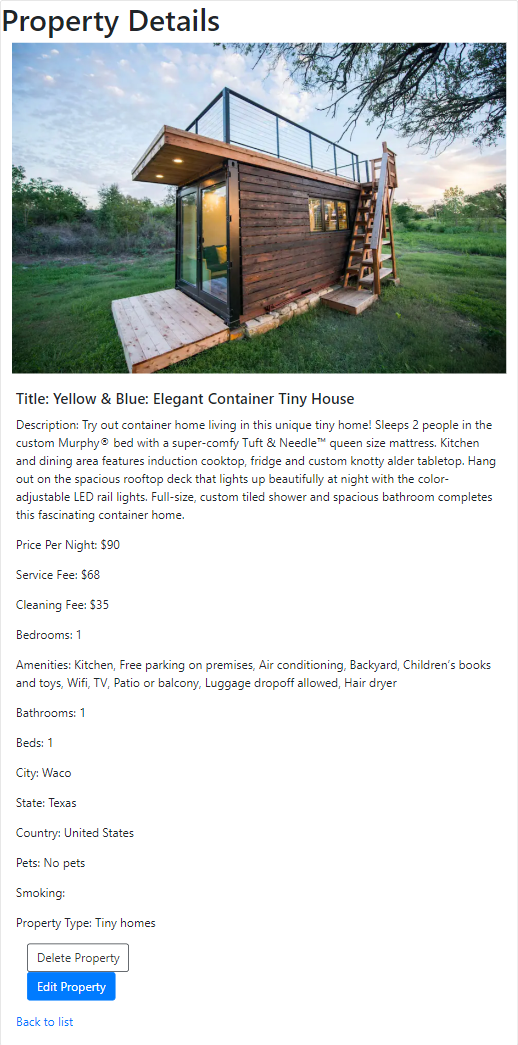 Property Details
Title: Yellow & Blue: Elegant Container Tiny House
Description: Try out container home living in this unique tiny home! Sleeps 2 people in the
custom Murphy® bed with a super-comfy Tuft & Needle™ queen size mattress. Kitchen
and dining area features induction cooktop, fridge and custom knotty alder tabletop. Hang
out on the spacious rooftop deck that lights up beautifully at night with the color-
adjustable LED rail lights. Full-size, custom tiled shower and spacious bathroom completes
this fascinating container home.
Price Per Night: $90
Service Fee: $68
Cleaning Fee: $35
Bedrooms: 1
Amenities: Kitchen, Free parking on premises, Air conditioning, Backyard, Children’s books
and toys, Wifi, TV, Patio or balcony, Luggage dropoff allowed, Hair dryer
Bathrooms: 1
Beds: 1
City: Waco
State: Texas
Country: United States
Pets: No pets
Smoking:
Property Type: Tiny homes
Delete Property
Edit Property
Back to list